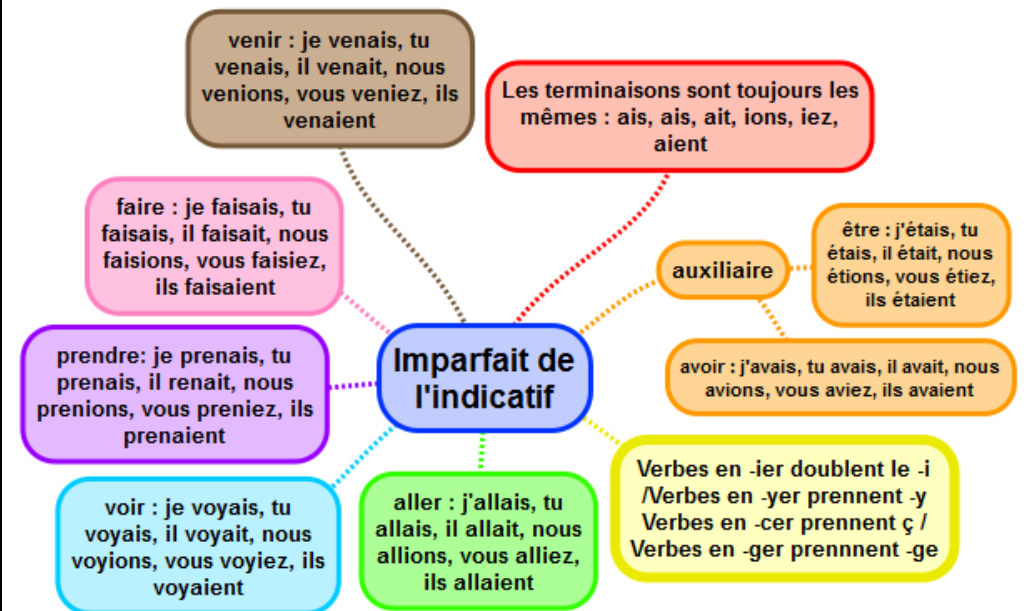 venir : je venais, tu
venais, il venait, nous
venions, vous veniez, ils
venaient
Les terminaisons sont toujours les
mêmes : ais, ais, ait, ions, iez,
aient
faire : je faisais, tu
faisais, il faisait, nous
faisions, vous faisiez,
ils faisaient
auxiliaire
être : j'étais, tu
étais, il était, nous
étions, vous étiez,
ils étaient
Imparfait de
l'indicatif
prendre: je prenais, tu
prenais, il renait, nous
prenions, vous preniez, ils
prenaient
avoir : j'avais, tu avais, il avait, nous
avions, vous aviez, ils avaient
voir : je voyais, tu
voyais, il voyait, nous
voyions, vous voyiez, ils
voyaient
aller : j'allais, tu
allais, il allait, nous
allions, vous alliez,
ils allaient
Verbes en -ier doublent le -i
/Verbes en -yer prennent -y
Verbes en -cer prennent ç /
Verbes en -ger prennnent -ge